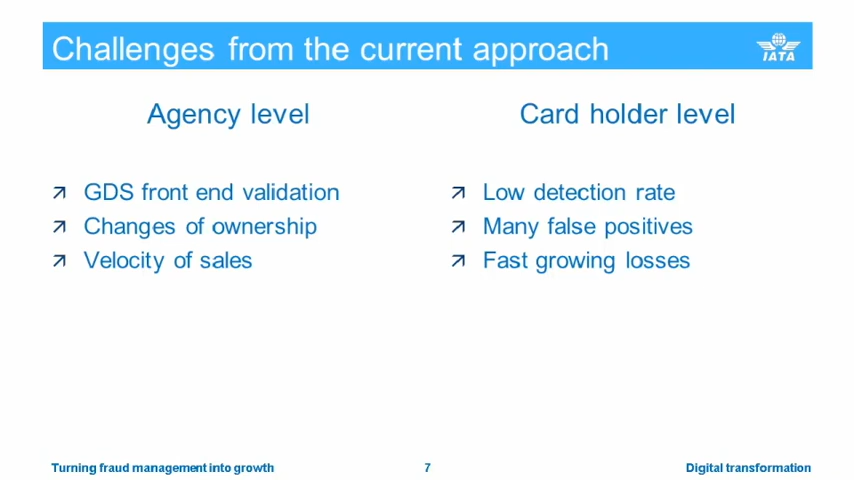 Challenges from the current approach
IATA
Agency level
GDS front end validation
Changes of ownership
Velocity of sales
Card holder level
Low detection rate
Many false positives
Fast growing losses
Turning fraud management into growth
7
Digital transformation